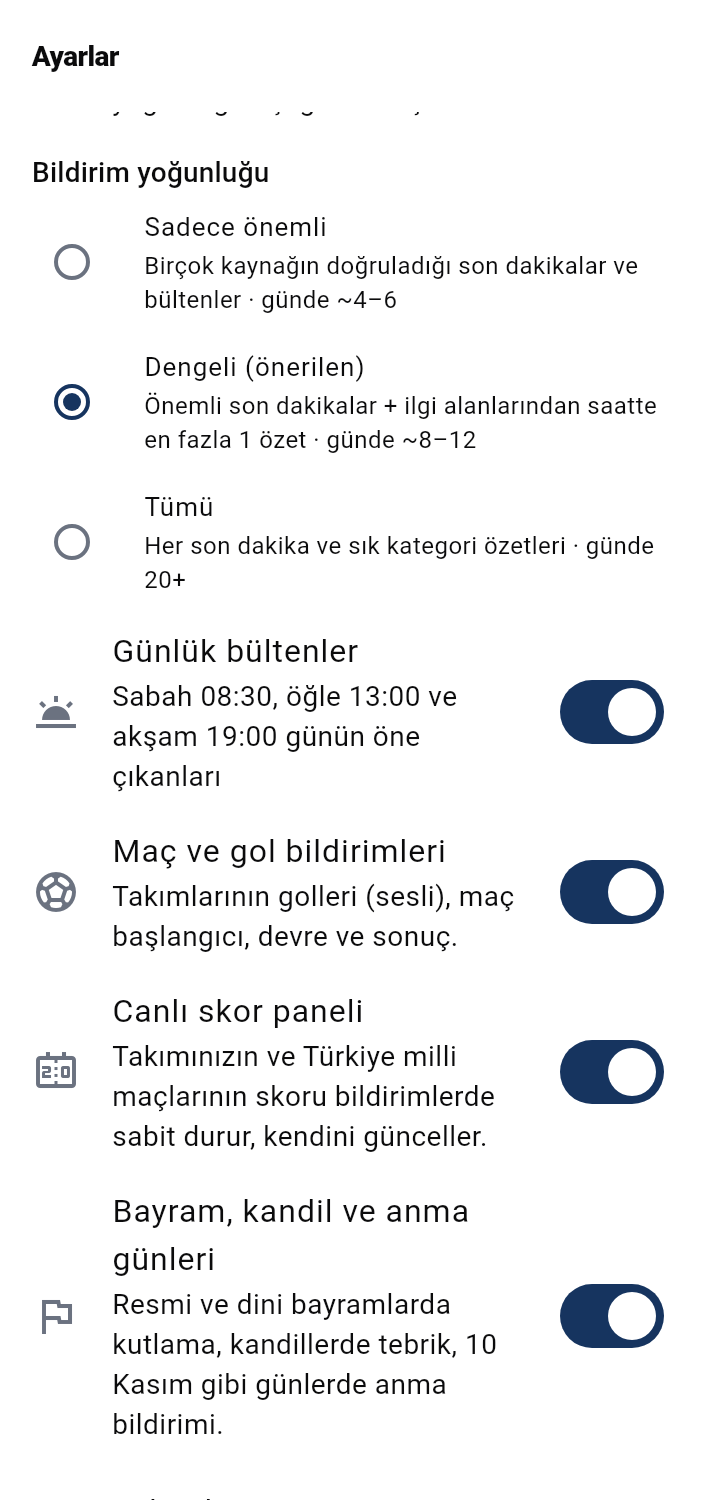 Ayarlar
Bildirim yoğunluğu
Sadece önemli
Birçok kaynağın doğruladığı son dakikalar ve
bültenler · günde ~4–6
Dengeli (önerilen)
Önemli son dakikalar + ilgi alanlarından saatte
en fazla 1 özet · günde ~8–12
Tümü
Her son dakika ve sık kategori özetleri · günde
20+
Günlük bültenler
Sabah 08:30, öğle 13:00 ve
akşam 19:00 günün öne
çıkanları
Maç ve gol bildirimleri
Takımlarının golleri (sesli), maç
başlangıcı, devre ve sonuç.
Canlı skor paneli
2:0
Takımınızın ve Türkiye milli
maçlarının skoru bildirimlerde
sabit durur, kendini günceller.
Bayram, kandil ve anma
günleri
Resmi ve dini bayramlarda
kutlama, kandillerde tebrik, 10
Kasım gibi günlerde anma
bildirimi.